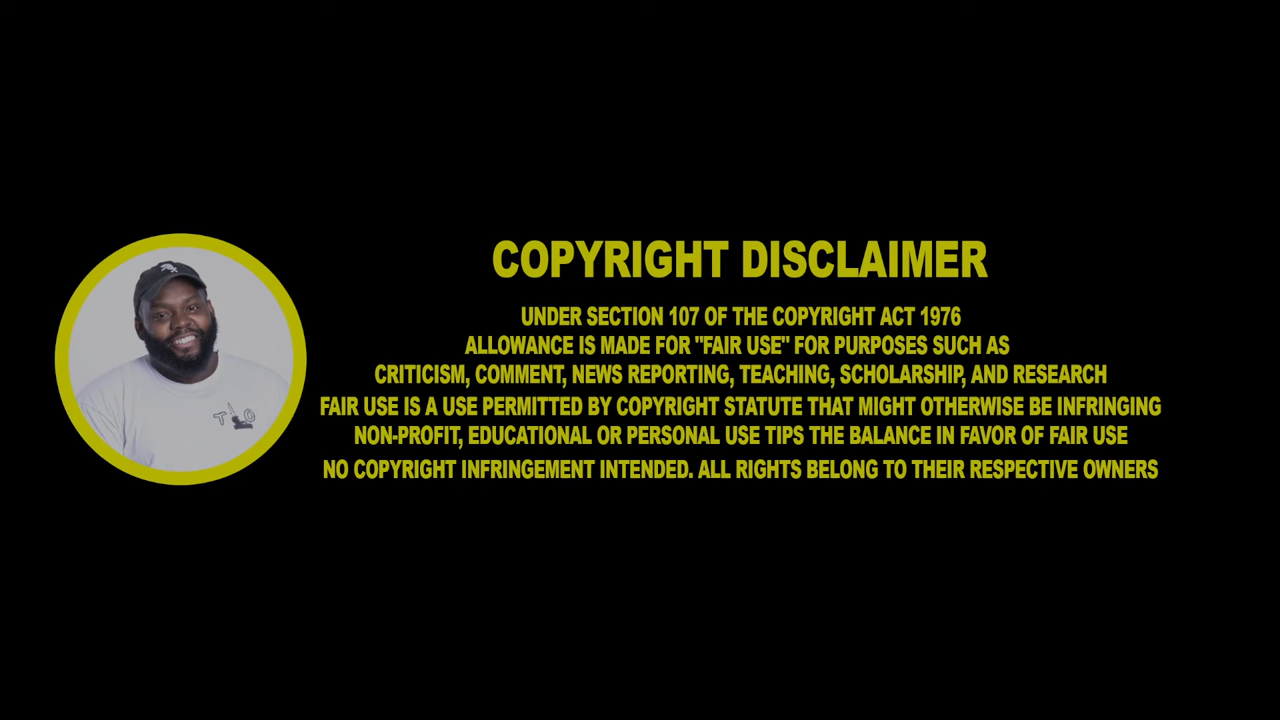 COPYRIGHT DISCLAIMER
UNDER SECTION 107 OF THE COPYRIGHT ACT 1976
ALLOWANCE IS MADE FOR "FAIR USE" FOR PURPOSES SUCH AS
CRITICISM, COMMENT, NEWS REPORTING, TEACHING, SCHOLARSHIP, AND RESEARCH
FAIR USE IS A USE PERMITTED BY COPYRIGHT STATUTE THAT MIGHT OTHERWISE BE INFRINGING
NON-PROFIT, EDUCATIONAL OR PERSONAL USE TIPS THE BALANCE IN FAVOR OF FAIR USE
NO COPYRIGHT INFRINGEMENT INTENDED. ALL RIGHTS BELONG TO THEIR RESPECTIVE OWNERS